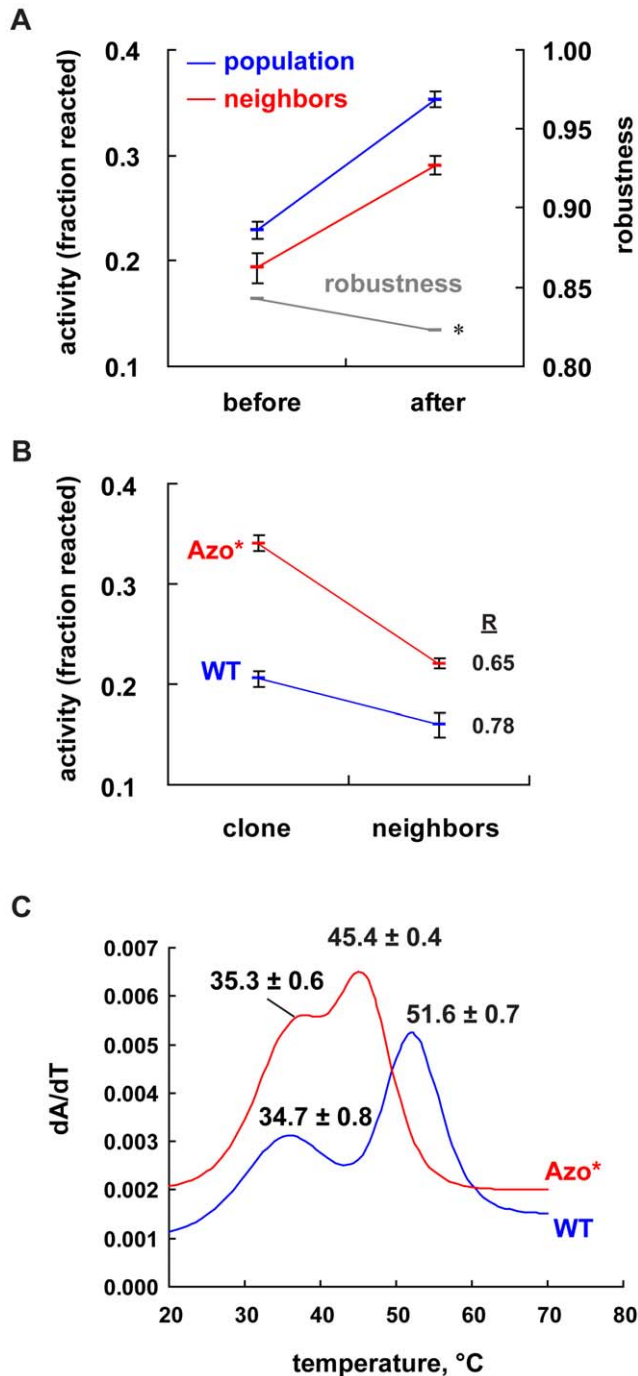 A
activity (fraction reacted)
0.4
0.3
0.2
0.1
population
neighbors
robustness
*
1.00
0.95
0.90
0.85
0.80
robustness
before
after
B
activity (fraction reacted)
0.4
0.3
0.2
0.1
Azo*
WT
R
0.65
0.78
clone
neighbors
C
dA/dT
0.007
0.006
0.005
0.004
0.003
0.002
0.001
0.000
45.4 ± 0.4
35.3 ± 0.6
51.6 ± 0.7
34.7 ± 0.8
Azo*
WT
20 30 40 50 60 70 80
temperature, °C